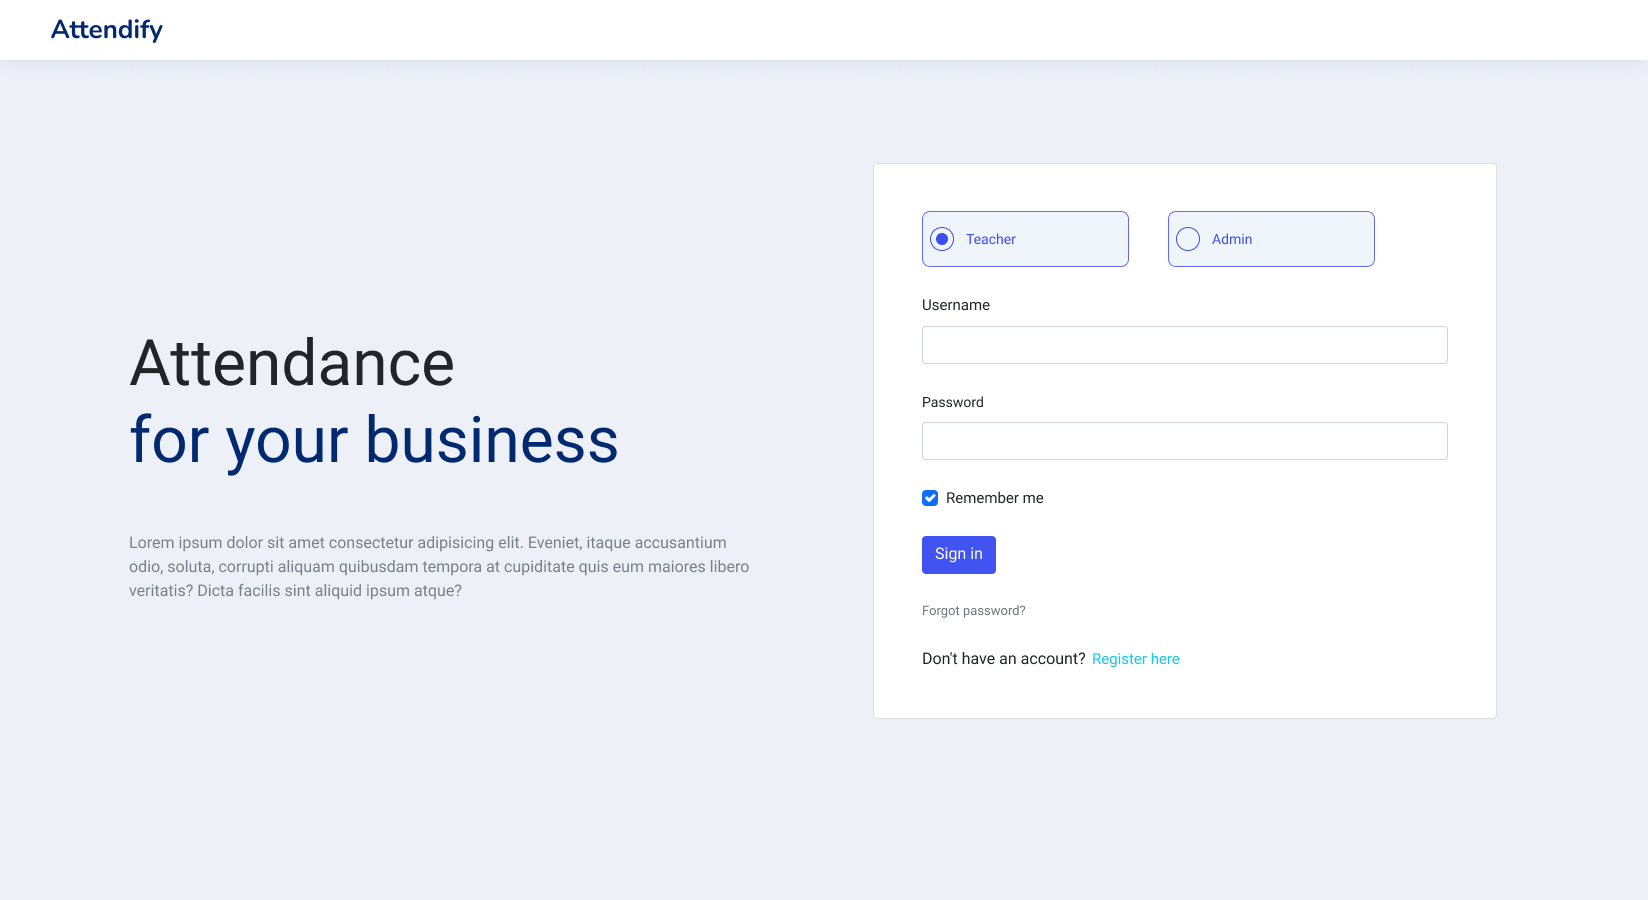 Attendify
Attendance
for your business
Lorem ipsum dolor sit amet consectetur adipisicing elit. Eveniet, itaque accusantium
odio, soluta, corrupti aliquam quibusdam tempora at cupiditate quis eum maiores libero
veritatis? Dicta facilis sint aliquid ipsum atque?
Teacher
Admin
Username
Password
Remember me
Sign in
Forgot password?
Don't have an account? Register here